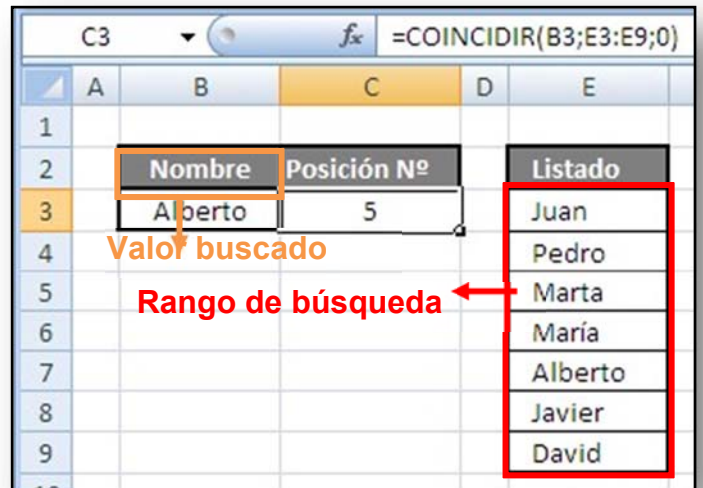 C3 fx =COINCIDIR(B3;E3:E9;0)
A B C D E
1
2 Nombre Posición Nº Listado
3 Alberto 5 Juan
4 Valor buscado Pedro
5 Rango de búsqueda Marta
6 María
7 Alberto
8 Javier
9 David